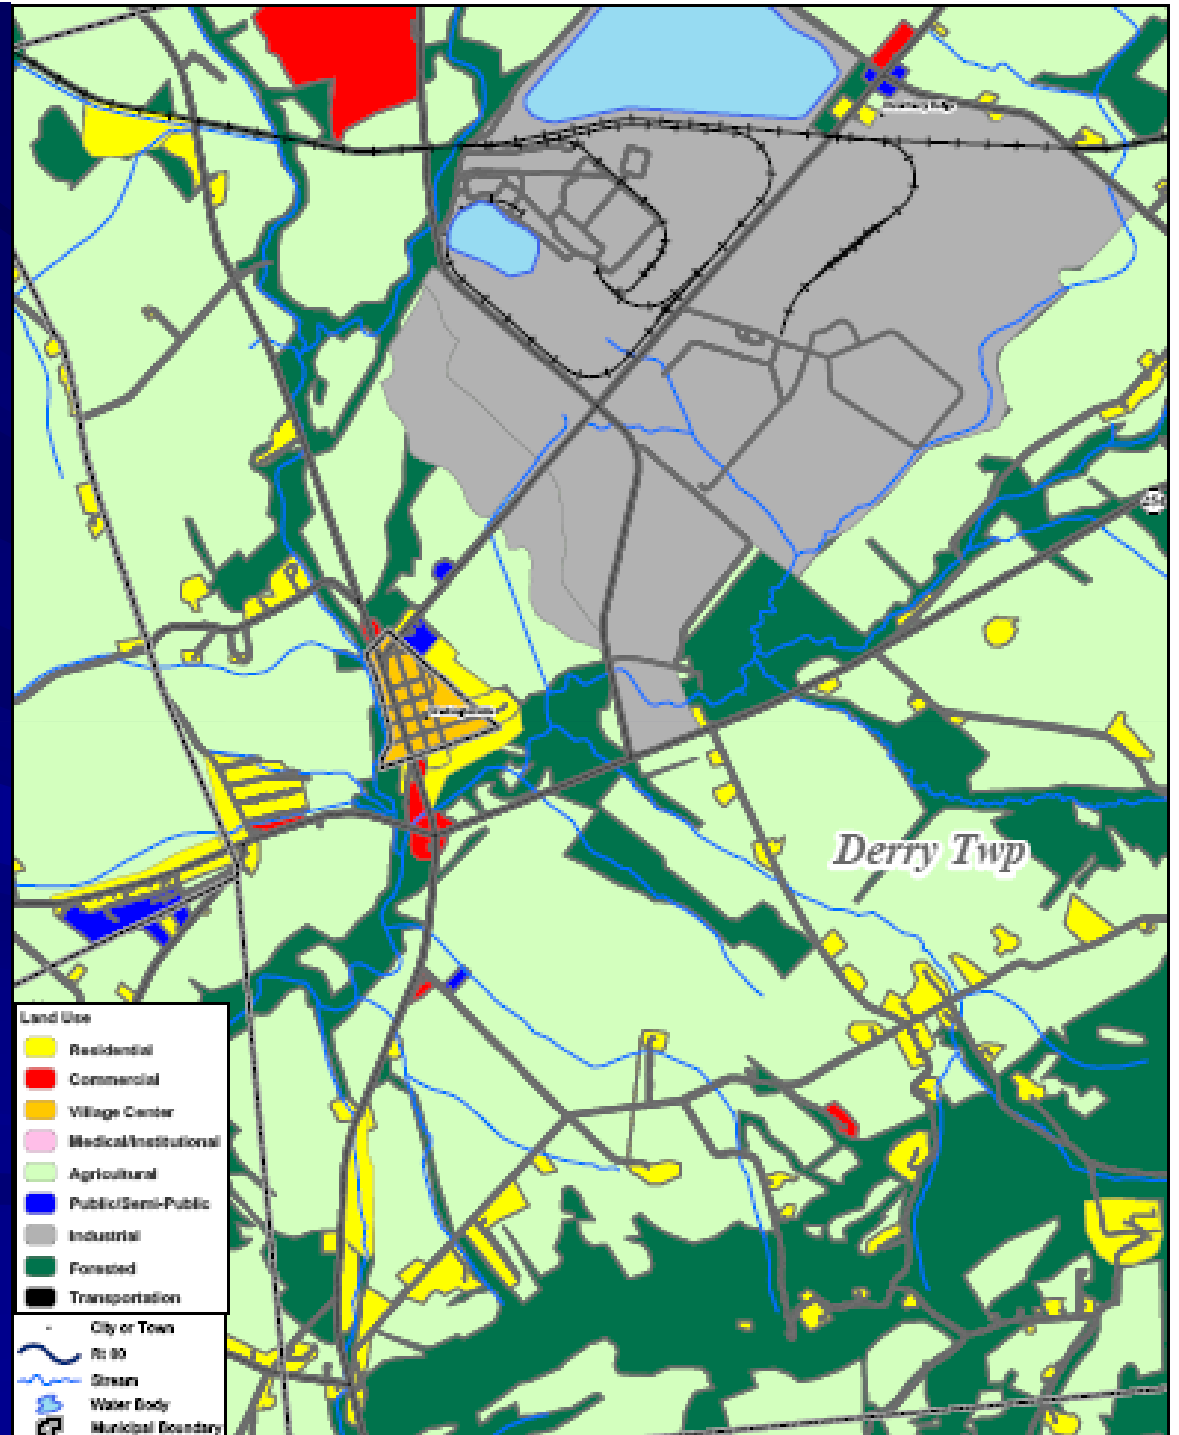 Derry Twp
Land Use
Residential
Commercial
Village Center
Medical/Institutional
Agricultural
Public/Semi-Public
Industrial
Forested
Transportation
City or Town
Stream
Water Body
Municipal Boundary